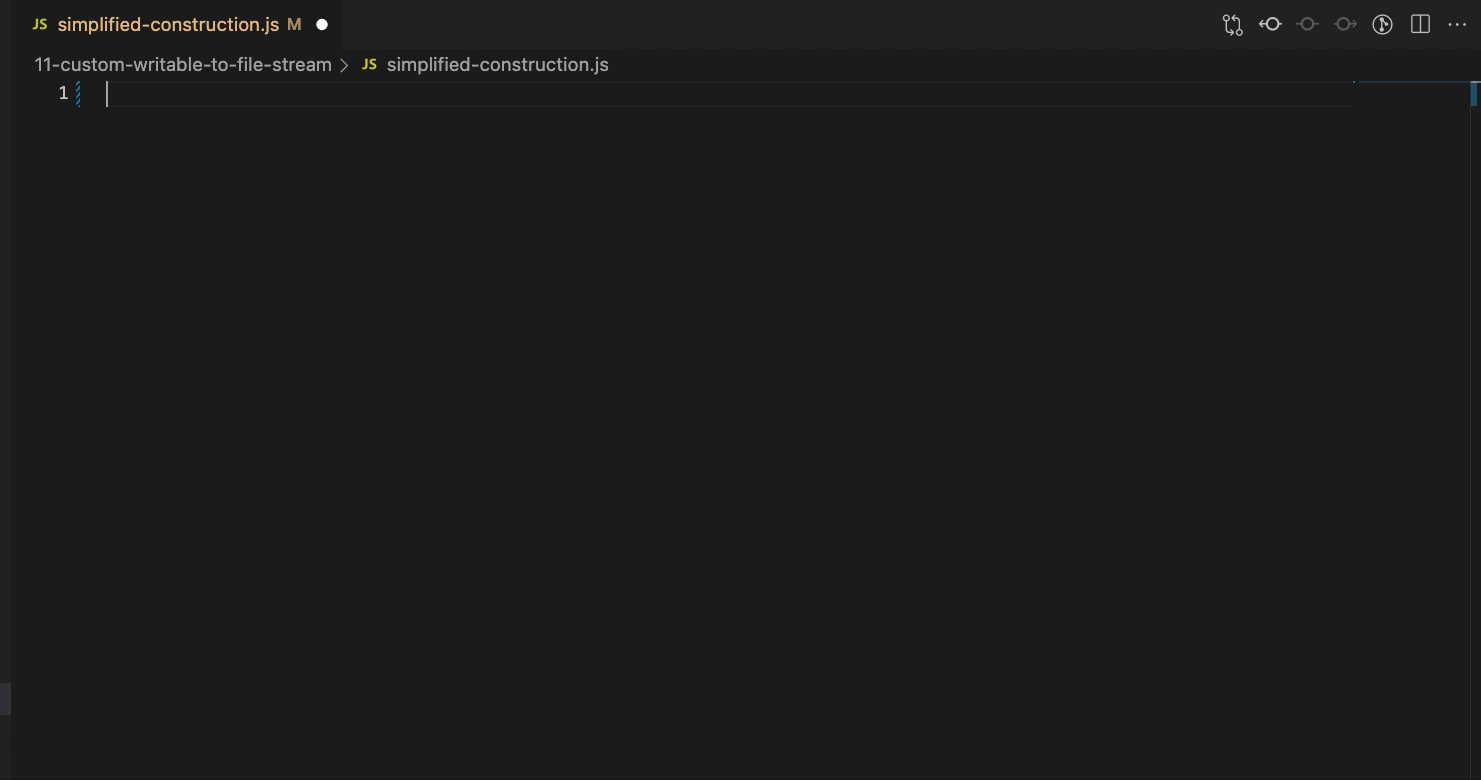 JS simplified-construction.js M
11-custom-writable-to-file-stream > JS simplified-construction.js
1